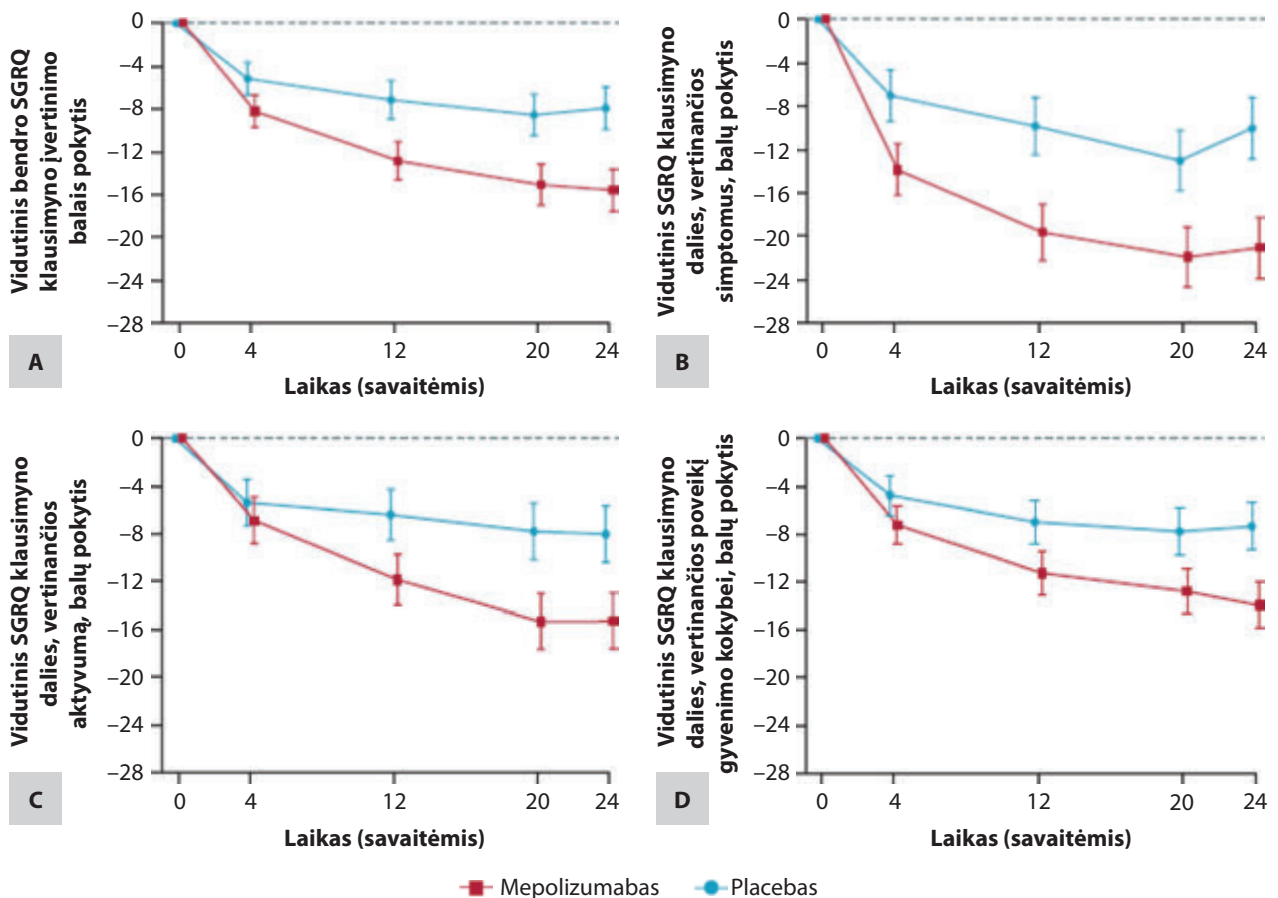 Vidutinis bendro SGRQ
klausimyno įvertinimo
balais pokytis
0
−4
−8
−12
−16
−20
−24
−28
0 4 12 20 24
Laikas (savaitėmis)
A
Vidutinis SGRQ klausimyno
dalies, vertinančios
simptomus, balų pokytis
0
−4
−8
−12
−16
−20
−24
−28
0 4 12 20 24
Laikas (savaitėmis)
B
Vidutinis SGRQ klausimyno
dalies, vertinančios
aktyvumą, balų pokytis
0
−4
−8
−12
−16
−20
−24
−28
0 4 12 20 24
Laikas (savaitėmis)
C
Vidutinis SGRQ klausimyno
dalies, vertinančios poveikį
gyvenimo kokybei, balų pokytis
0
−4
−8
−12
−16
−20
−24
−28
0 4 12 20 24
Laikas (savaitėmis)
D
Mepolizumabas Placebas